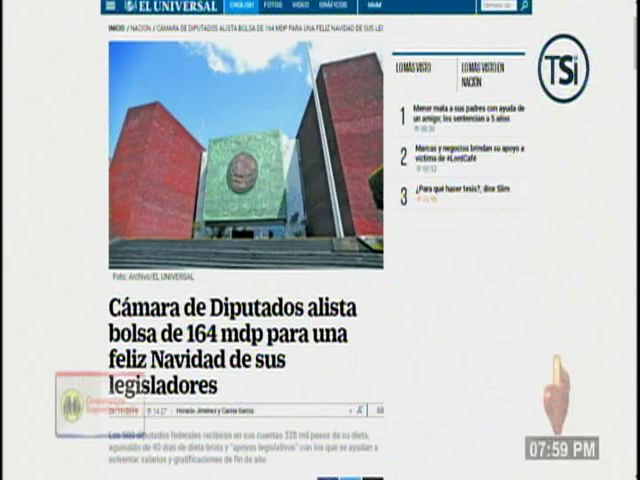 EL UNIVERSAL
ENGLISH FOTOS VIDEO GRÁFICOS
INICIO / NACION / CÁMARA DE DIPUTADOS ALISTA BOLSA DE 164 MDP PARA UNA FELIZ NAVIDAD DE SUS LEG
TSi
LO MÁS VISTO
LO MÁS VISTO EN NACIÓN
1 Menor mata a sus padres con ayuda de
un amigo; los sentencian a 5 años
2 Marcas y negocios brindan su apoyo a
víctima de #LordCafé
3 ¿Para qué hacer tesis?, dice Slim
Foto: Archivo/EL UNIVERSAL
Cámara de Diputados alista
bolsa de 164 mdp para una
feliz Navidad de sus
legisladores
14:27 Horacio Jiménez y Carina García
Los 500 diputados federales recibirán en sus cuentas 328 mil pesos de su dieta,
aguinaldo de 40 días de dieta bruta y "apoyos legislativos" con los que se ayudan a
solventar salarios y gratificaciones de fin de año
07:59 PM